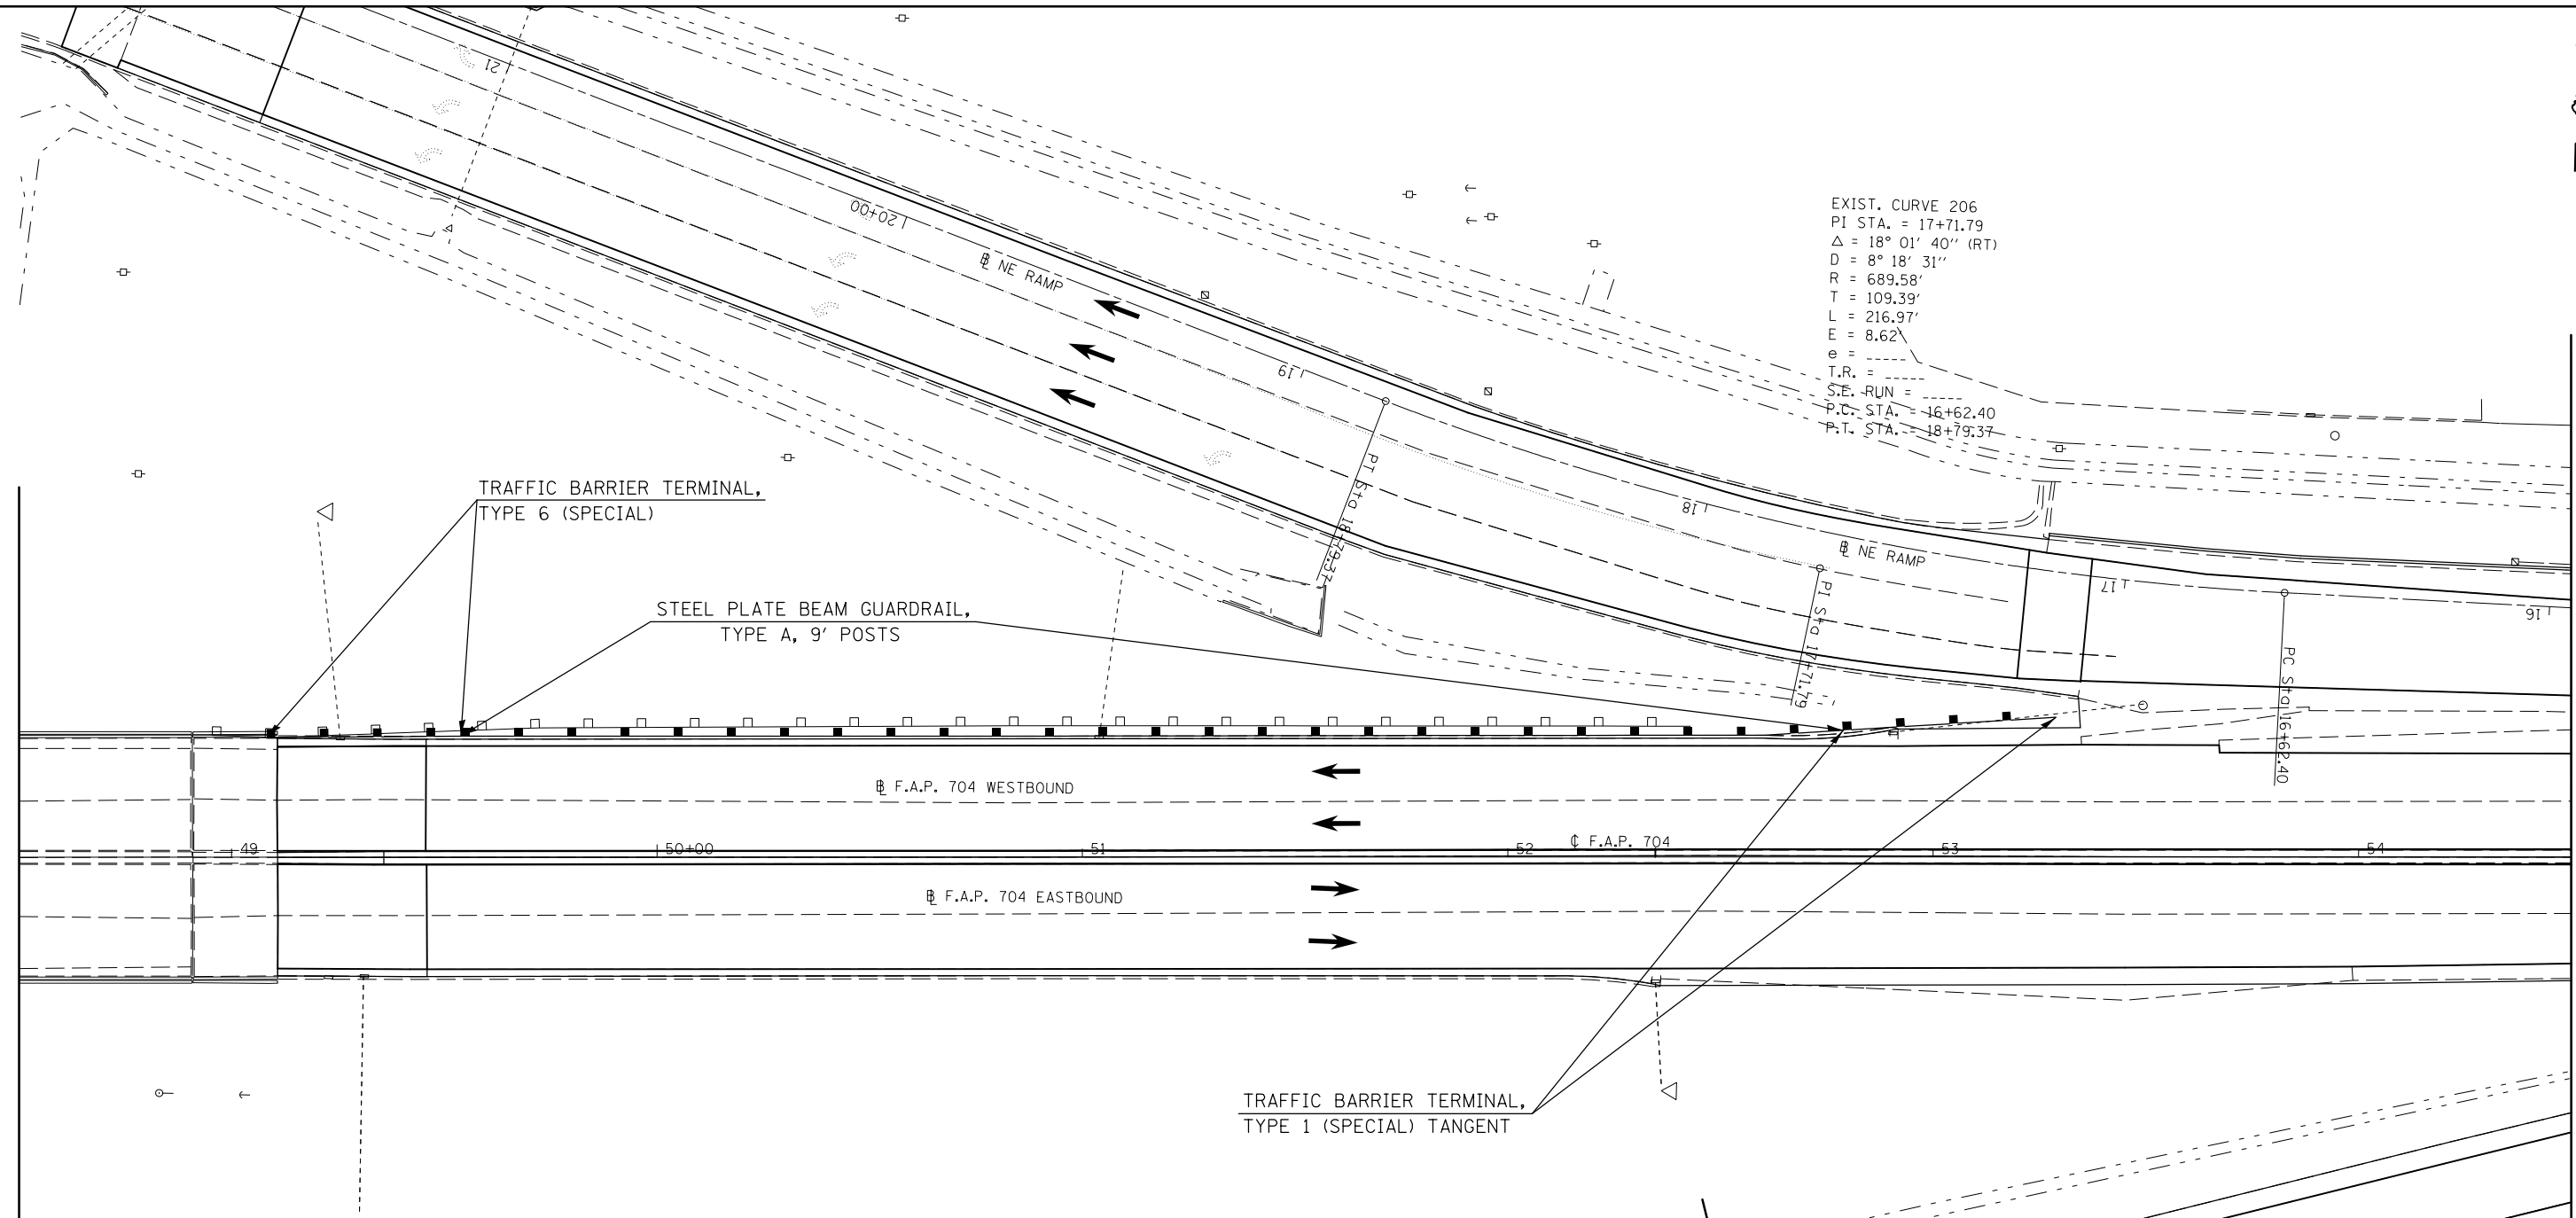 21
20+00
℄ NE RAMP
19
EXIST. CURVE 206
PI STA. = 17+71.79
Δ = 18° 01' 40'' (RT)
D = 8° 18' 31''
R = 689.58'
T = 109.39'
L = 216.97'
E = 8.62'
e = _____
T.R. = _____
S.E. RUN = _____
P.C. STA. = 16+62.40
P.T. STA. = 18+79.37
PT Sta 18+79.37
18
℄ NE RAMP
PI Sta 17+71.79
17
16
PC Sta 16+62.40
TRAFFIC BARRIER TERMINAL,
TYPE 6 (SPECIAL)
STEEL PLATE BEAM GUARDRAIL,
TYPE A, 9' POSTS
℄ F.A.P. 704 WESTBOUND
℄ F.A.P. 704
49
50+00
51
52
53
54
℄ F.A.P. 704 EASTBOUND
TRAFFIC BARRIER TERMINAL,
TYPE 1 (SPECIAL) TANGENT